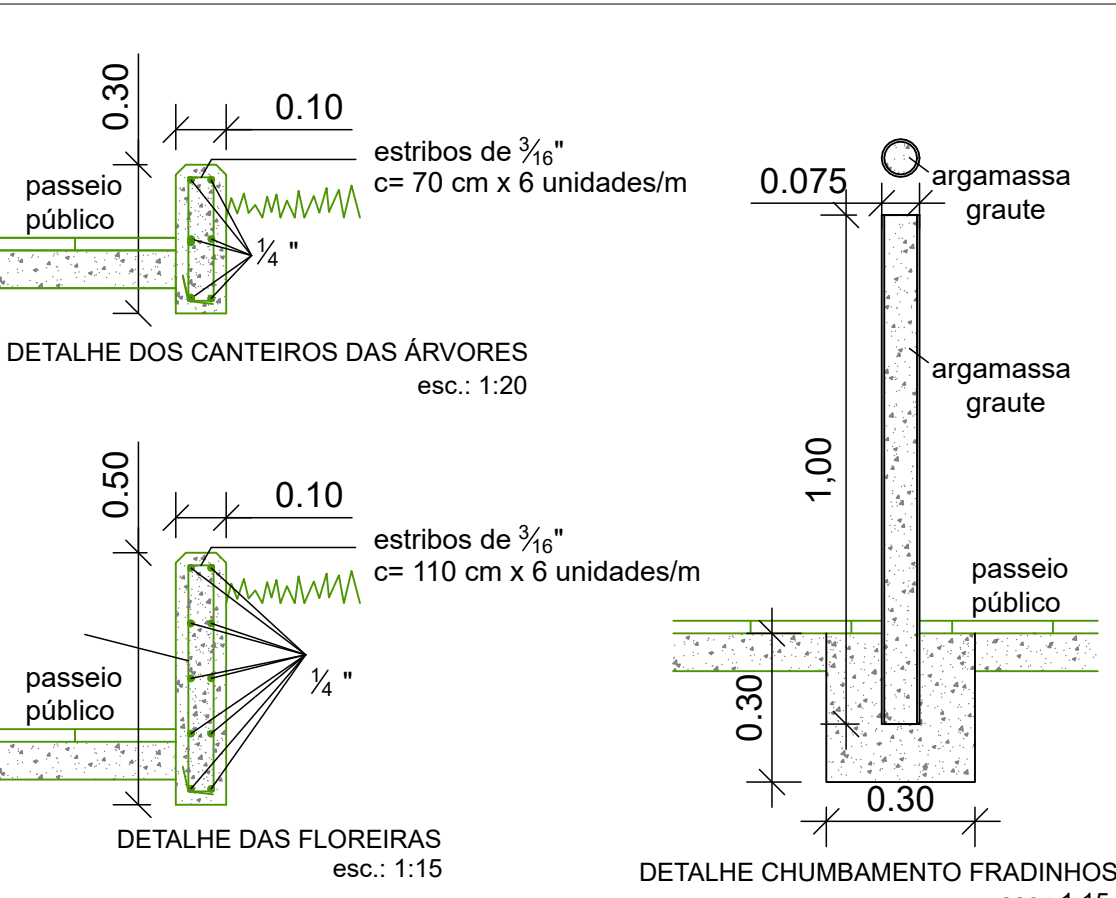 0.30
0.10
estribos de 3/16"
c= 70 cm x 6 unidades/m
passeio
público
1/4 "
DETALHE DOS CANTEIROS DAS ÁRVORES
esc.: 1:20
0.50
0.10
estribos de 3/16"
c= 110 cm x 6 unidades/m
passeio
público
1/4 "
DETALHE DAS FLOREIRAS
esc.: 1:15
0.075
argamassa
graute
argamassa
graute
1,00
passeio
público
0.30
0.30
DETALHE CHUMBAMENTO FRADINHOS
esc.: 1:15